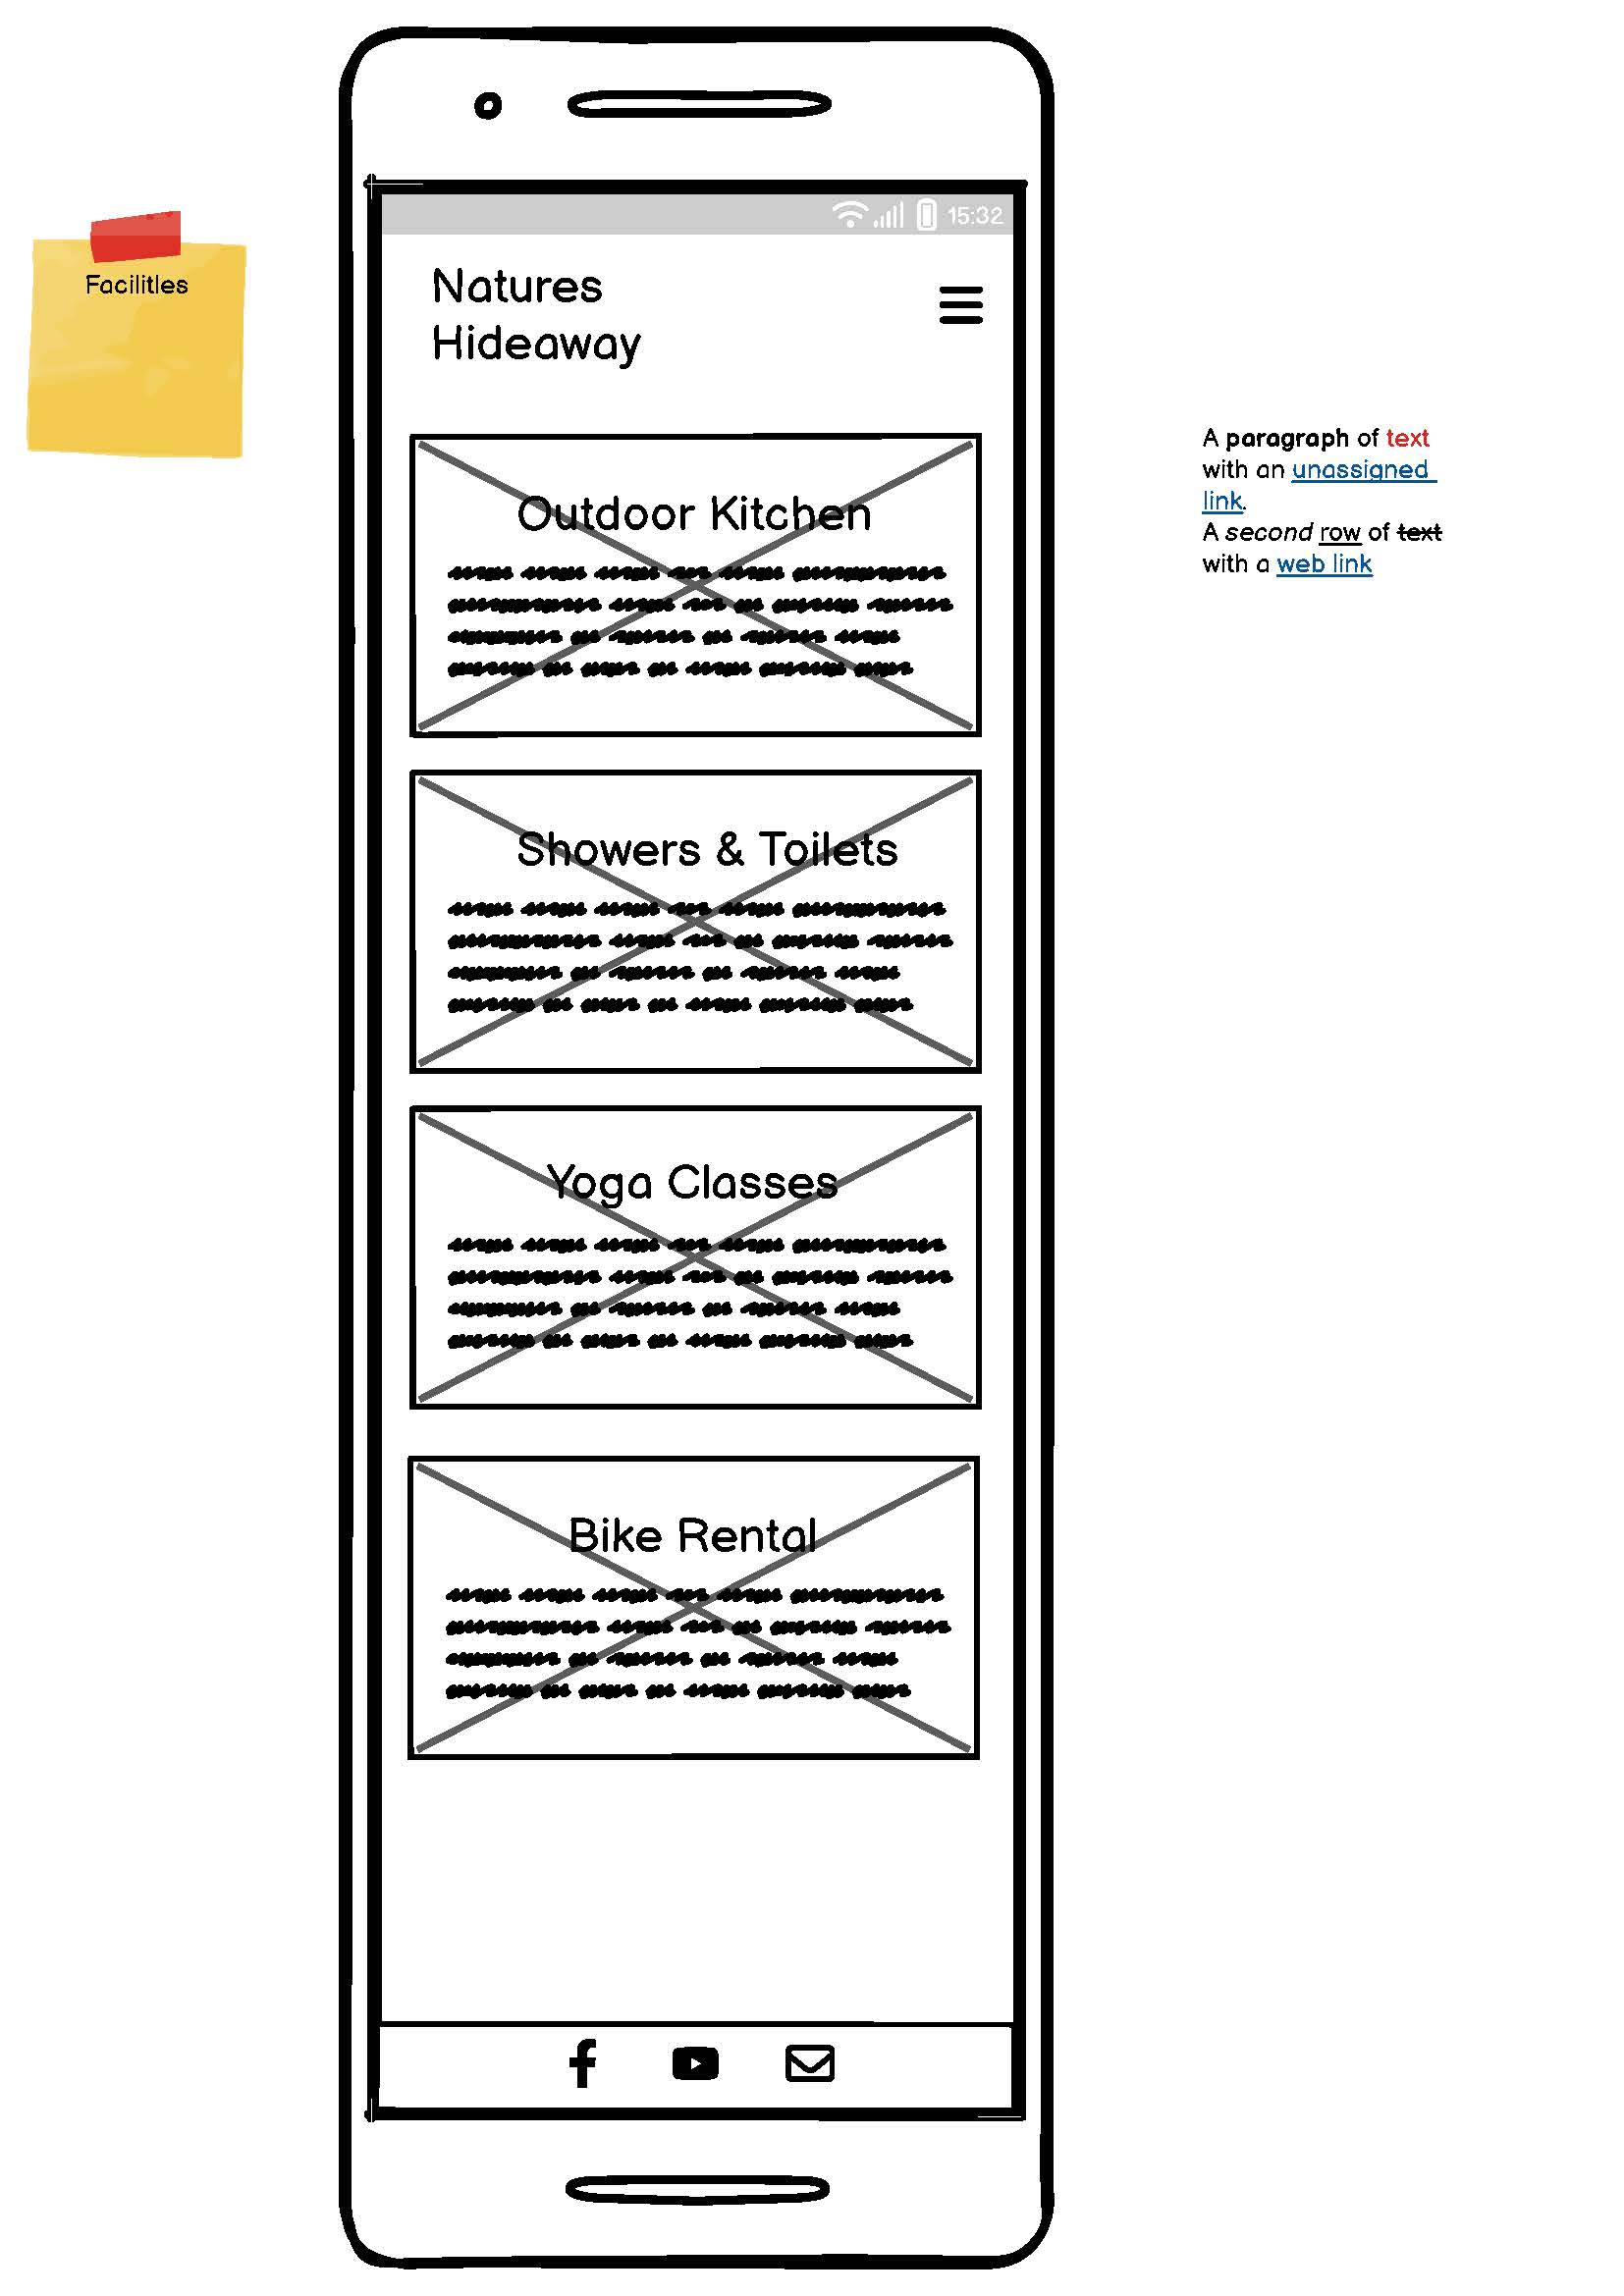 Facilities
15:32
Natures
Hideaway
Outdoor Kitchen
Showers & Toilets
Yoga Classes
Bike Rental
A paragraph of text
with an unassigned
link.
A second row of text
with a web link